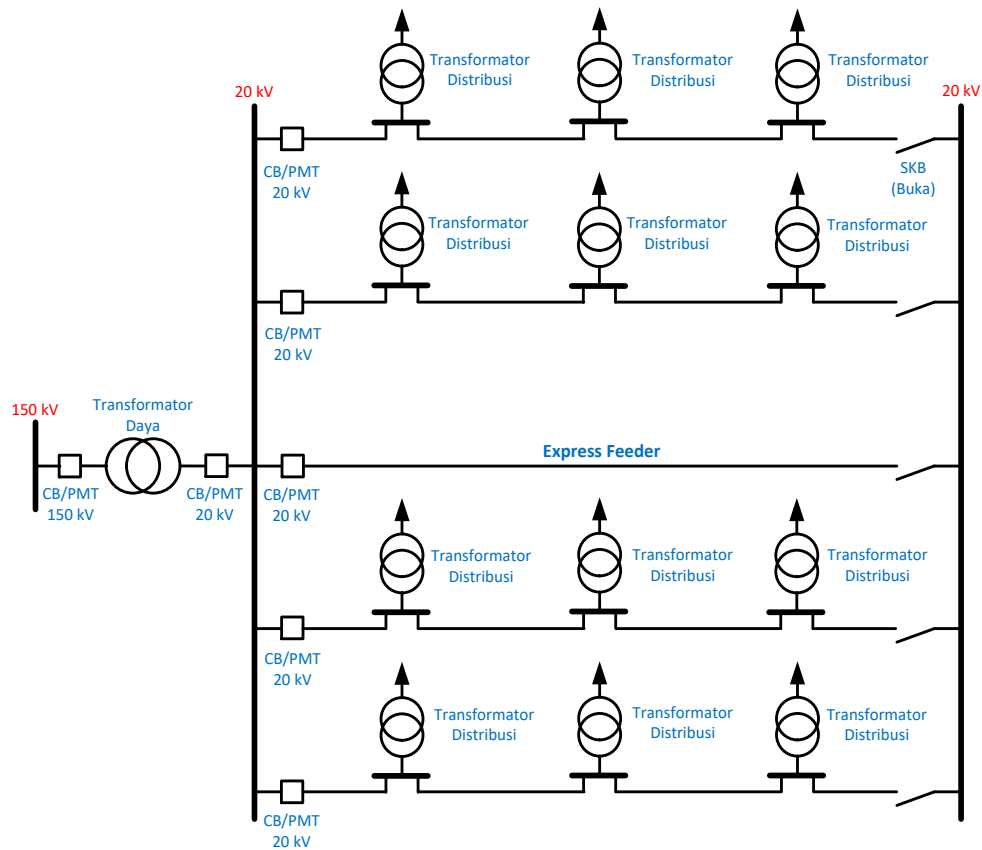 Transformator
Distribusi
Transformator
Distribusi
Transformator
Distribusi
20 kV
20 kV
CB/PMT
20 kV
SKB
(Buka)
Transformator
Distribusi
Transformator
Distribusi
Transformator
Distribusi
CB/PMT
20 kV
150 kV
Transformator
Daya
Express Feeder
CB/PMT
150 kV
CB/PMT
20 kV
CB/PMT
20 kV
Transformator
Distribusi
Transformator
Distribusi
Transformator
Distribusi
CB/PMT
20 kV
Transformator
Distribusi
Transformator
Distribusi
Transformator
Distribusi
CB/PMT
20 kV